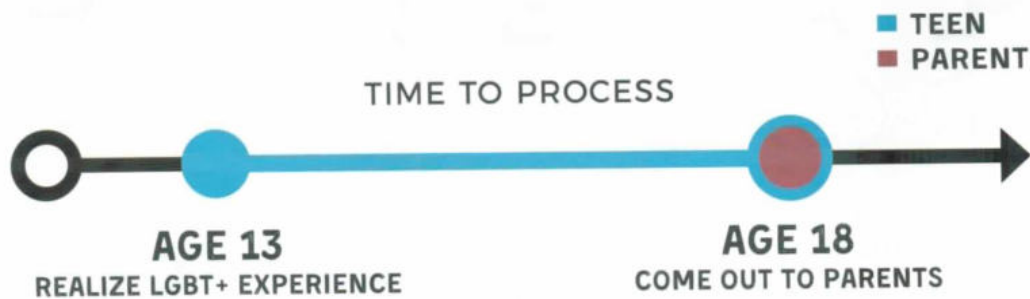 TEEN
PARENT
TIME TO PROCESS
AGE 13
REALIZE LGBT+ EXPERIENCE
AGE 18
COME OUT TO PARENTS